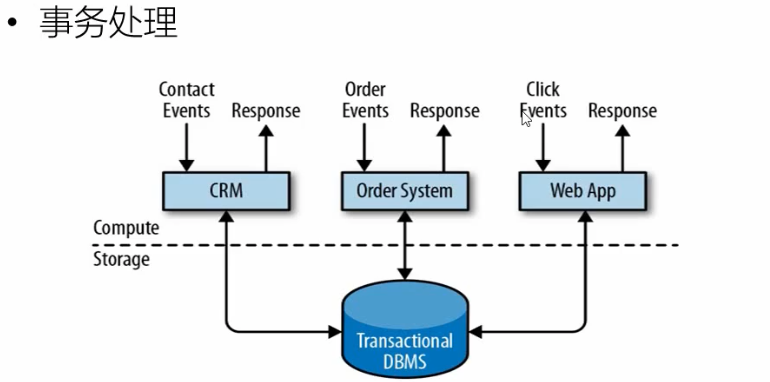 • 事务处理
Contact
Events
Response
Order
Events
Response
Click
Events
Response
CRM
Order System
Web App
Compute
Storage
Transactional
DBMS